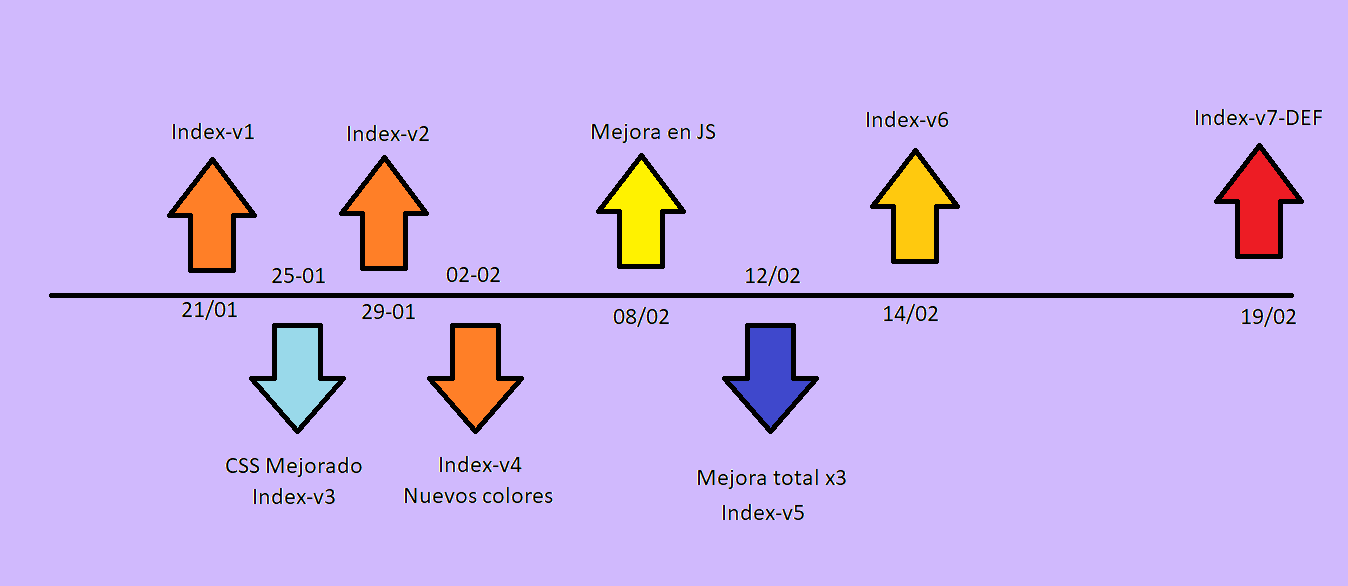 Index-v1
Index-v2
Mejora en JS
Index-v6
Index-v7-DEF
25-01
02-02
12/02
21/01
29-01
08/02
14/02
19/02
CSS Mejorado
Index-v3
Index-v4
Nuevos colores
Mejora total x3
Index-v5